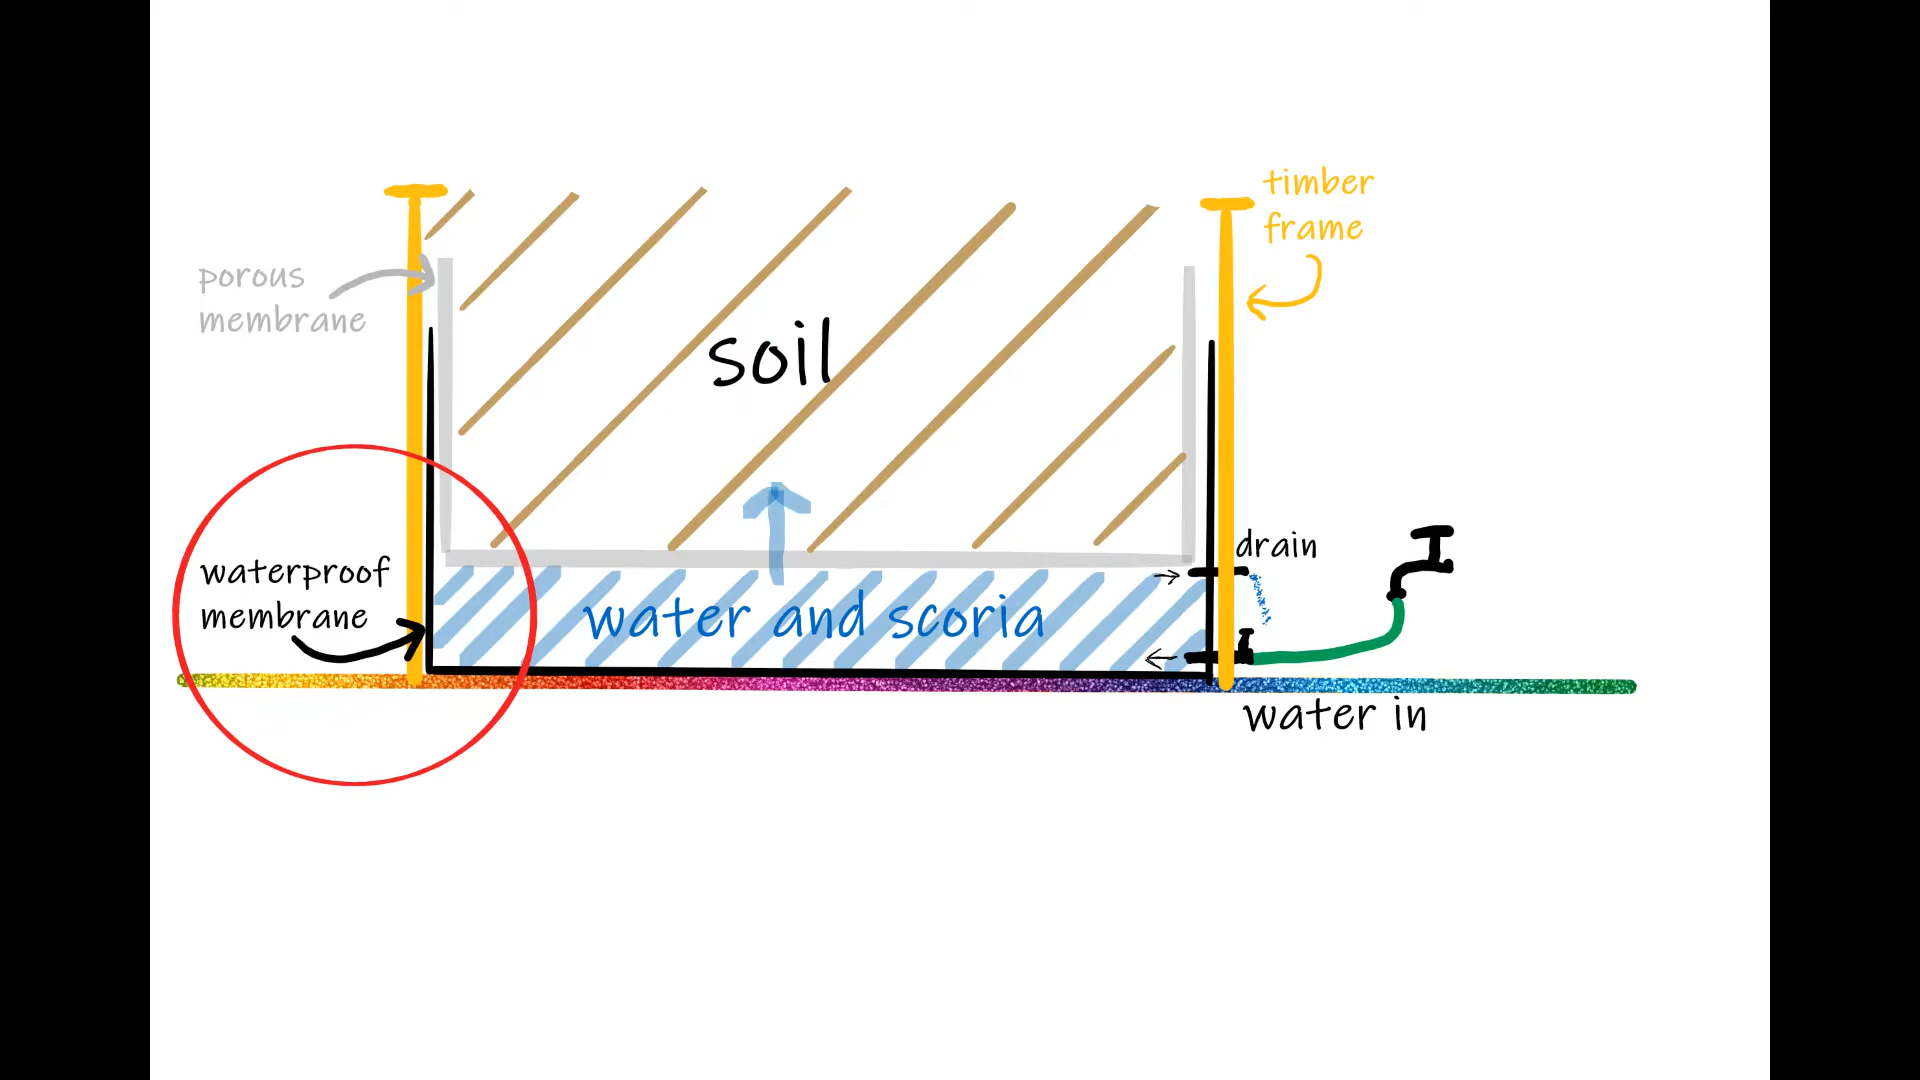 timber
frame
porous
membrane
soil
drain
waterproof
membrane
water and scoria
water in